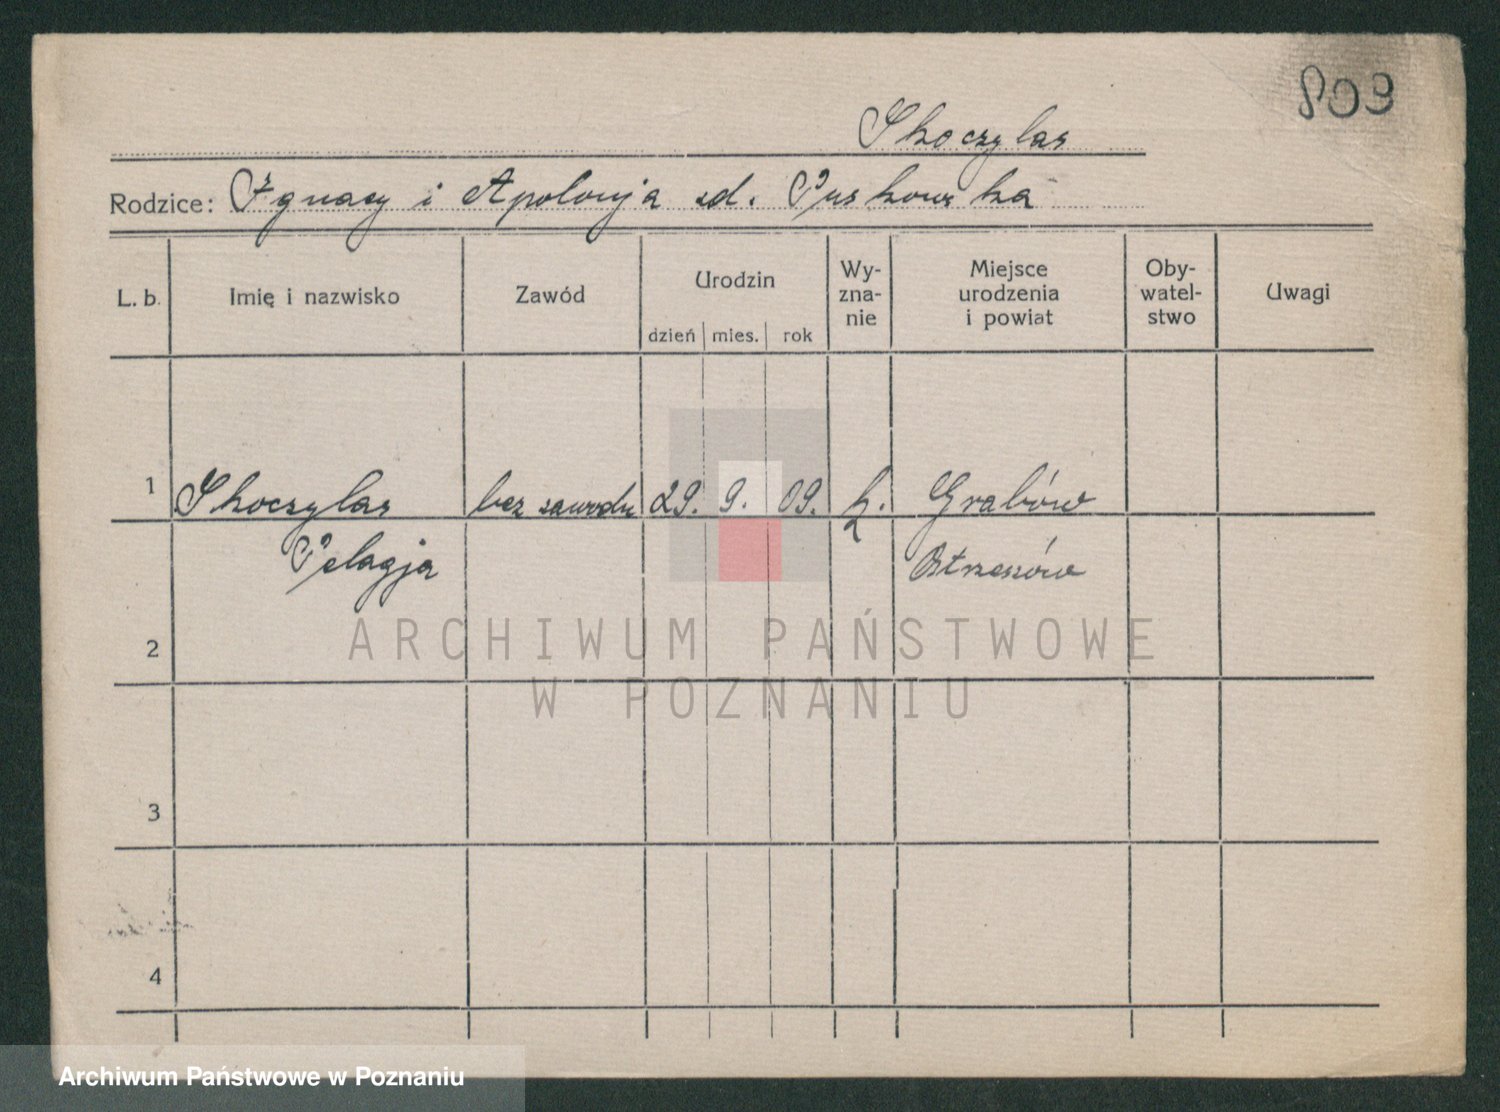 809
Skoczylas
Rodzice: Ignacy i Apolonja zd. Puskowska
L. b. Imię i nazwisko Zawód Urodzin Wy-zna-nie Miejsce urodzenia i powiat Oby-watel-stwo Uwagi
dzień mies. rok
1 Skoczylas bez zawodu 29. 9. 09. k. Grabów
Pelagja Ostrzeszów
2
ARCHIWUM PAŃSTWOWE
W POZNANIU
3
4
Archiwum Państwowe w Poznaniu